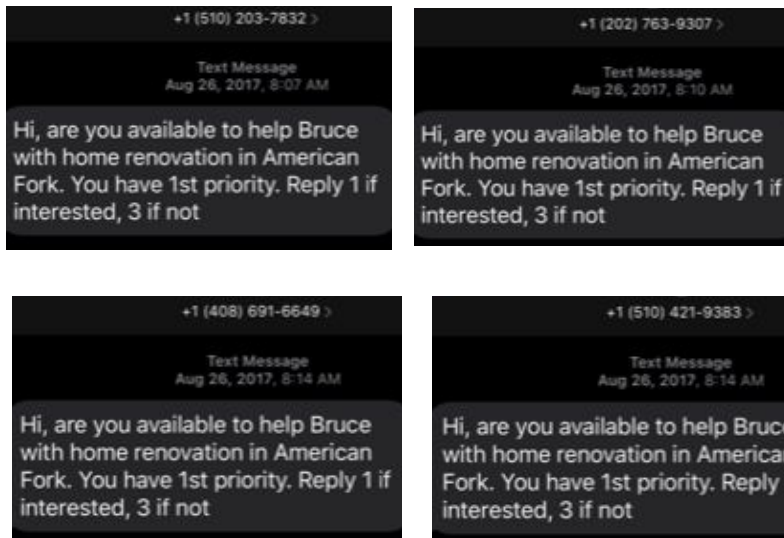 +1 (510) 203-7832 >
Text Message
Aug 26, 2017, 8:07 AM
Hi, are you available to help Bruce
with home renovation in American
Fork. You have 1st priority. Reply 1 if
interested, 3 if not
+1 (202) 763-9307 >
Text Message
Aug 26, 2017, 8:10 AM
Hi, are you available to help Bruce
with home renovation in American
Fork. You have 1st priority. Reply 1 if
interested, 3 if not
+1 (408) 691-6649 >
Text Message
Aug 26, 2017, 8:14 AM
Hi, are you available to help Bruce
with home renovation in American
Fork. You have 1st priority. Reply 1 if
interested, 3 if not
+1 (510) 421-9383 >
Text Message
Aug 26, 2017, 8:14 AM
Hi, are you available to help Bruce
with home renovation in American
Fork. You have 1st priority. Reply
interested, 3 if not